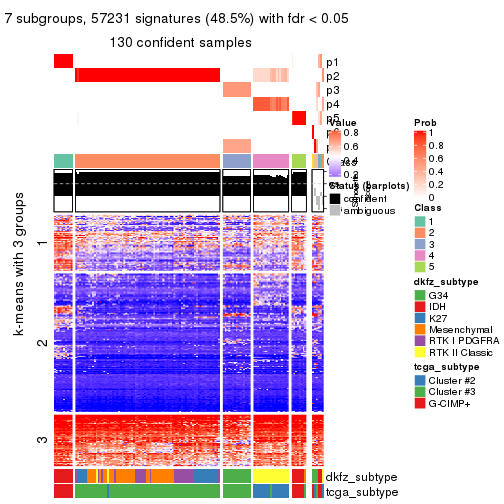 7 subgroups, 57231 signatures (48.5%) with fdr < 0.05
130 confident samples
p1
p2
p3
p4
p5
Value
0.8
0.6
0.4
0.2
Class
Status (barplots)
confident
ambiguous
k-means with 3 groups
1
2
3
Prob
1
0.8
0.6
0.4
0.2
0
Class
1
2
3
4
5
dkfz_subtype
G34
IDH
K27
Mesenchymal
RTK I PDGFRA
RTK II Classic
tcga_subtype
Cluster #2
Cluster #3
G-CIMP+
dkfz_subtype
tcga_subtype